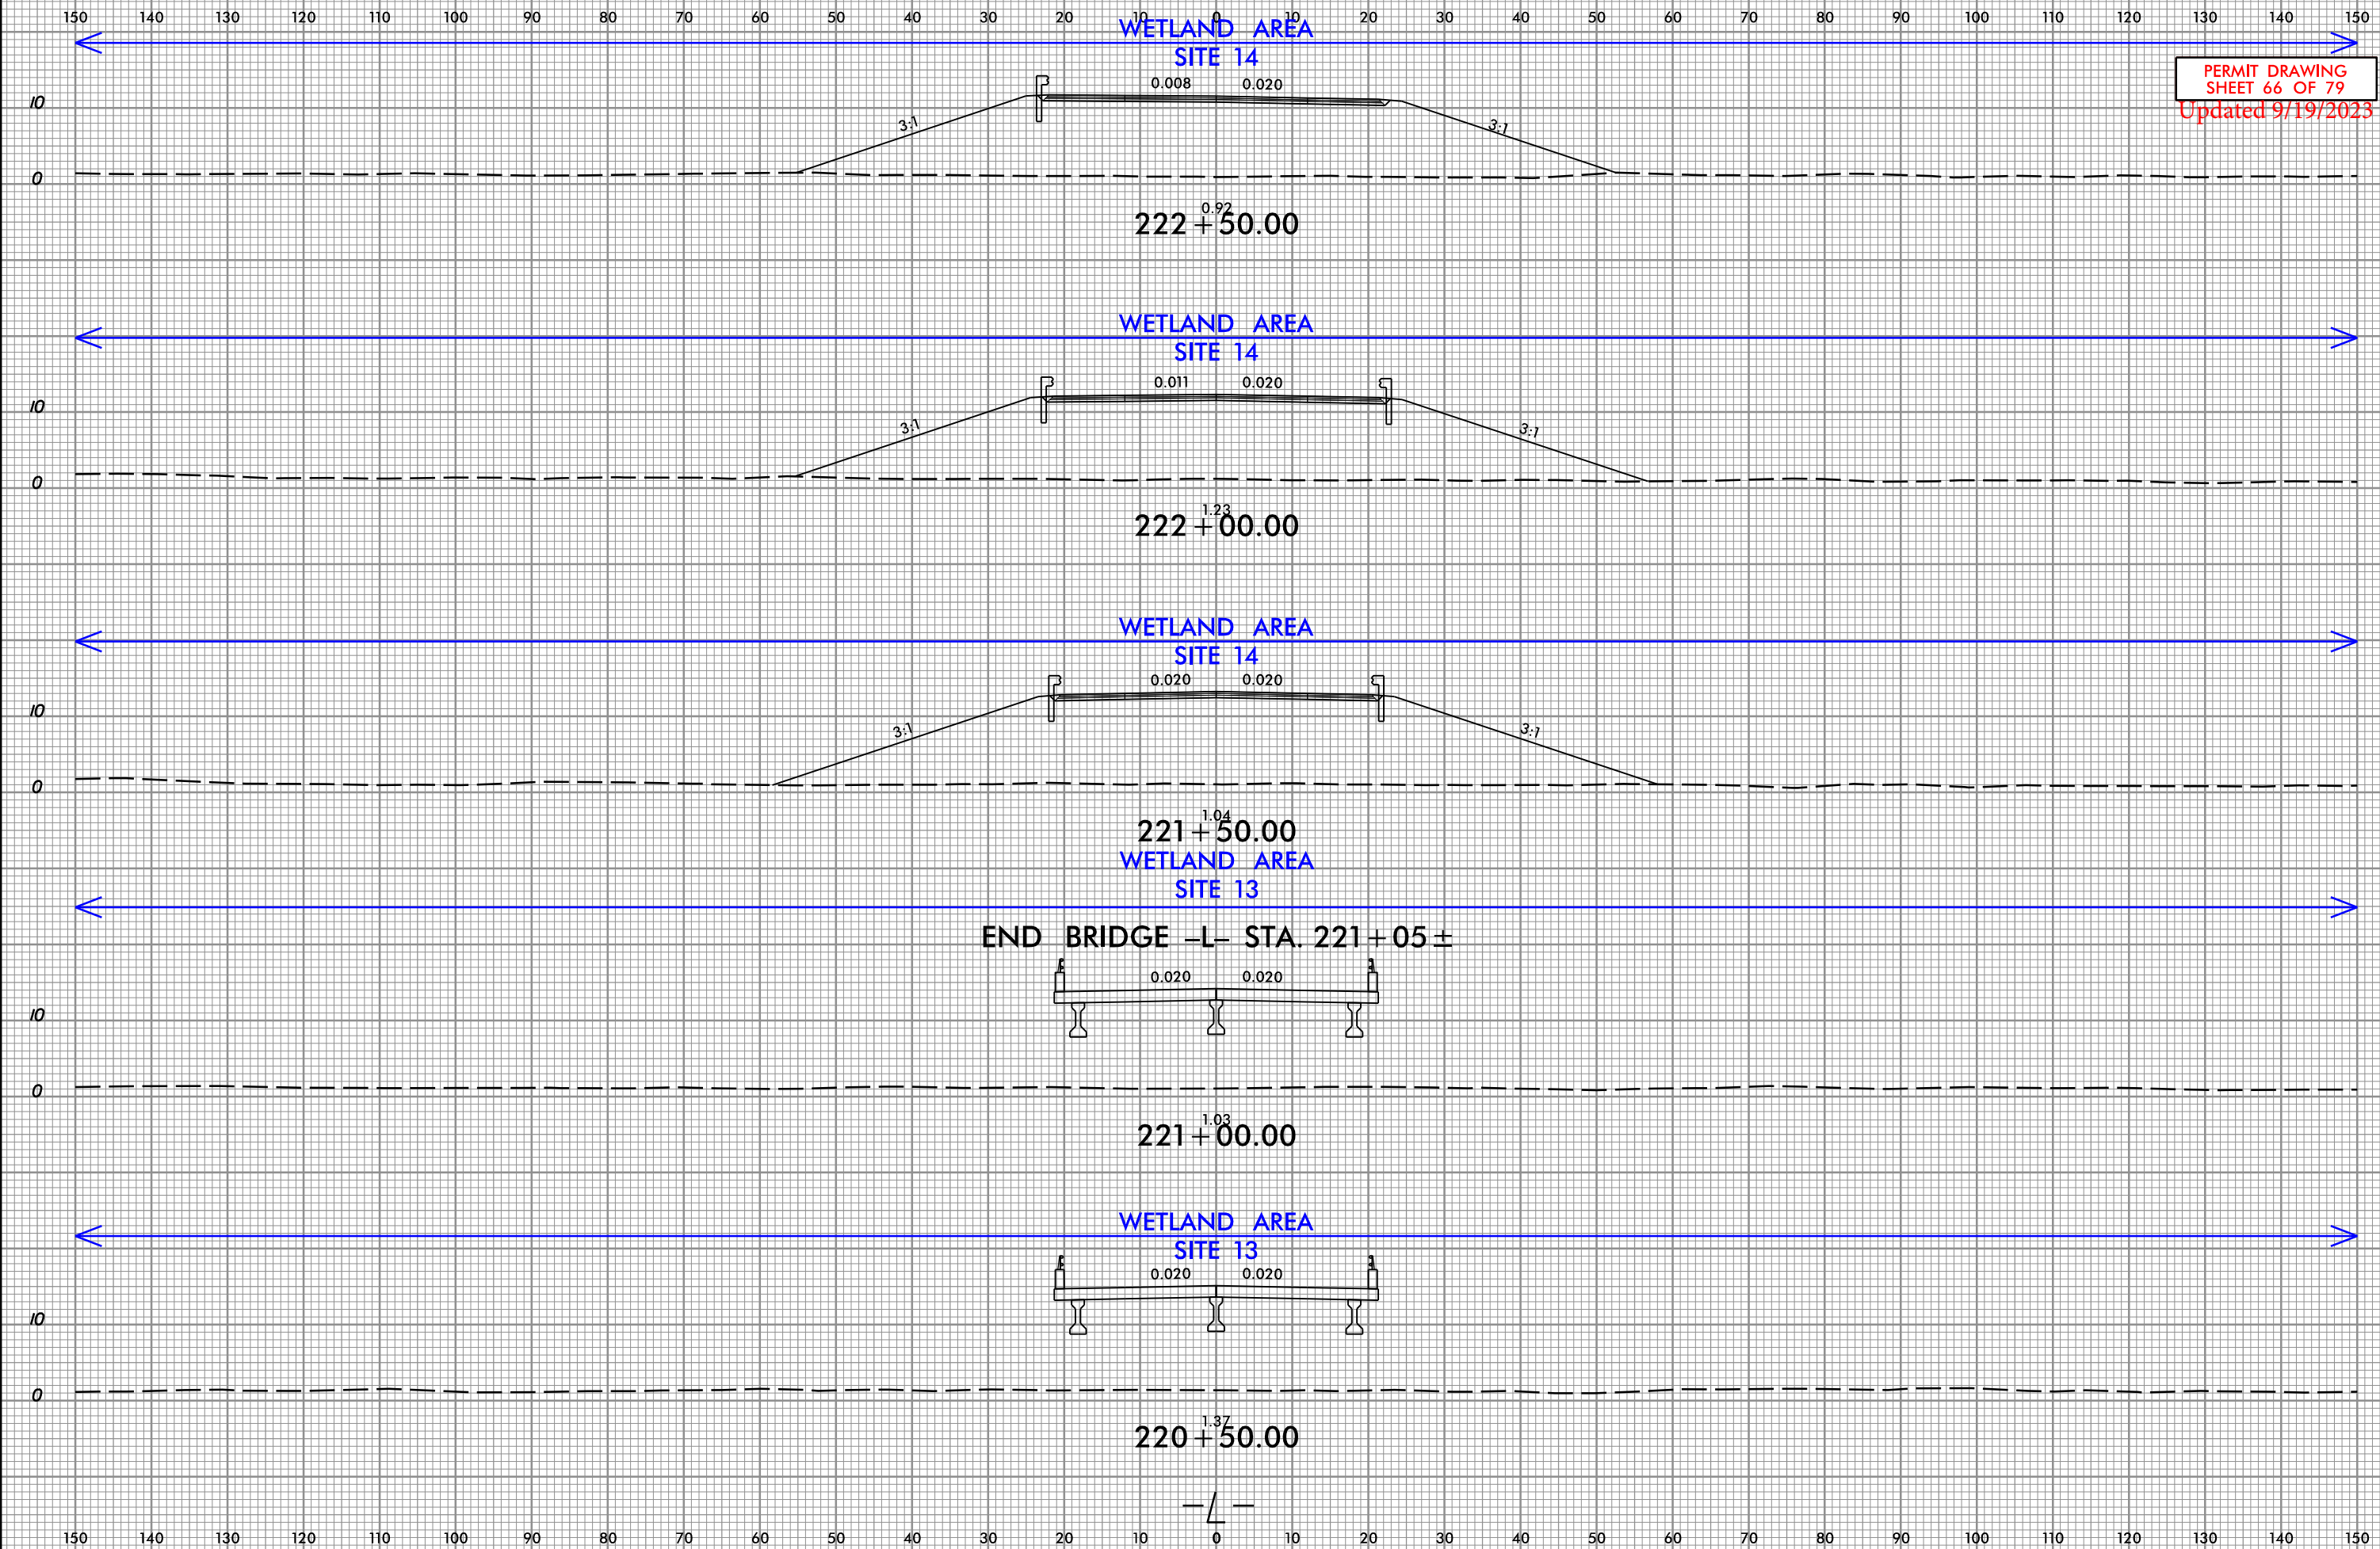 150 140 130 120 110 100 90 80 70 60 50 40 30 20 10 0 10 20 30 40 50 60 70 80 90 100 110 120 130 140 150
WETLAND AREA
SITE 14
PERMIT DRAWING
SHEET 66 OF 79
Updated 9/19/2023
0.008 0.020
10
3:1 3:1
0
0.92
222+50.00
WETLAND AREA
SITE 14
0.011 0.020
10
3:1 3:1
0
1.23
222+00.00
WETLAND AREA
SITE 14
0.020 0.020
10
3:1 3:1
0
1.04
221+50.00
WETLAND AREA
SITE 13
END BRIDGE -L- STA. 221+05±
0.020 0.020
10
0
1.03
221+00.00
WETLAND AREA
SITE 13
0.020 0.020
10
0
1.37
220+50.00
-L-
150 140 130 120 110 100 90 80 70 60 50 40 30 20 10 0 10 20 30 40 50 60 70 80 90 100 110 120 130 140 150